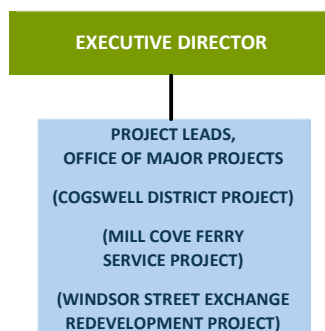 EXECUTIVE DIRECTOR
PROJECT LEADS,
OFFICE OF MAJOR PROJECTS
(COGSWELL DISTRICT PROJECT)
(MILL COVE FERRY
SERVICE PROJECT)
(WINDSOR STREET EXCHANGE
REDEVELOPMENT PROJECT)